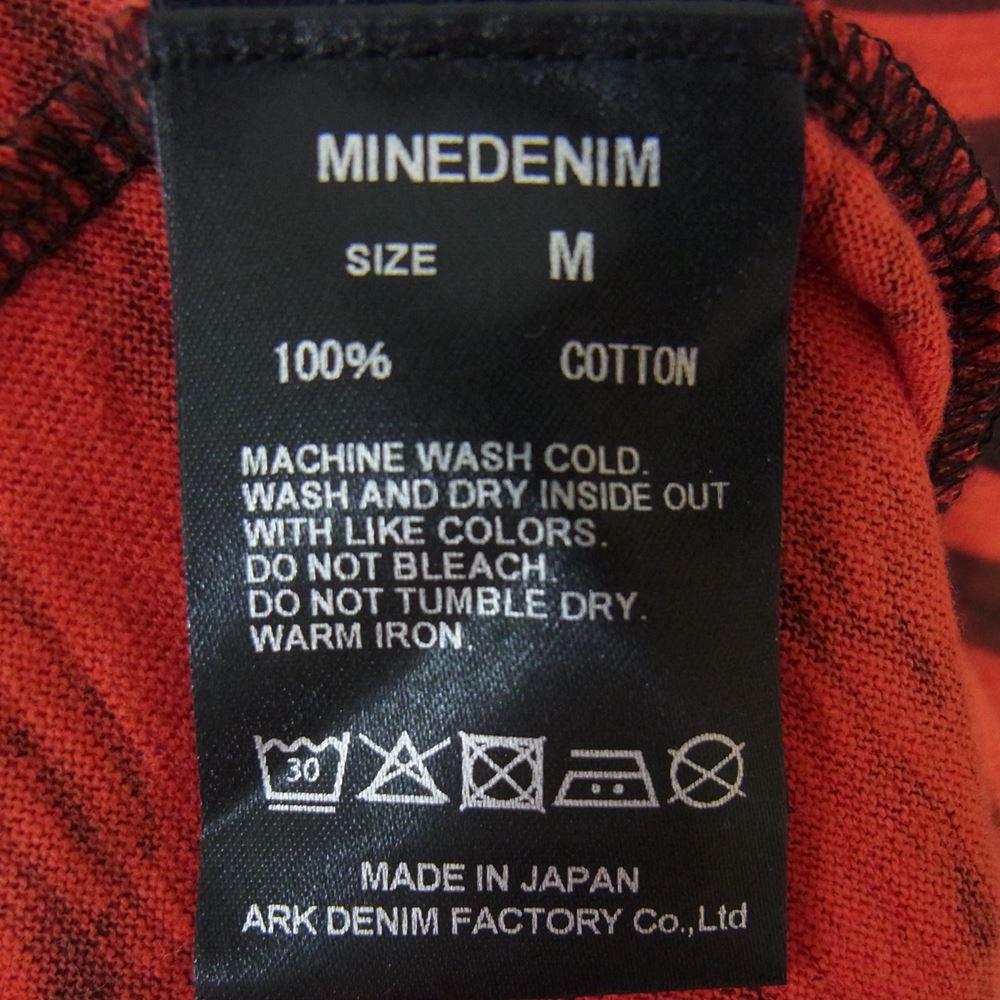 MINEDENIM
SIZE M
100% COTTON
MACHINE WASH COLD.
WASH AND DRY INSIDE OUT
WITH LIKE COLORS.
DO NOT BLEACH.
DO NOT TUMBLE DRY.
WARM IRON.
30
MADE IN JAPAN
ARK DENIM FACTORY Co.,Ltd